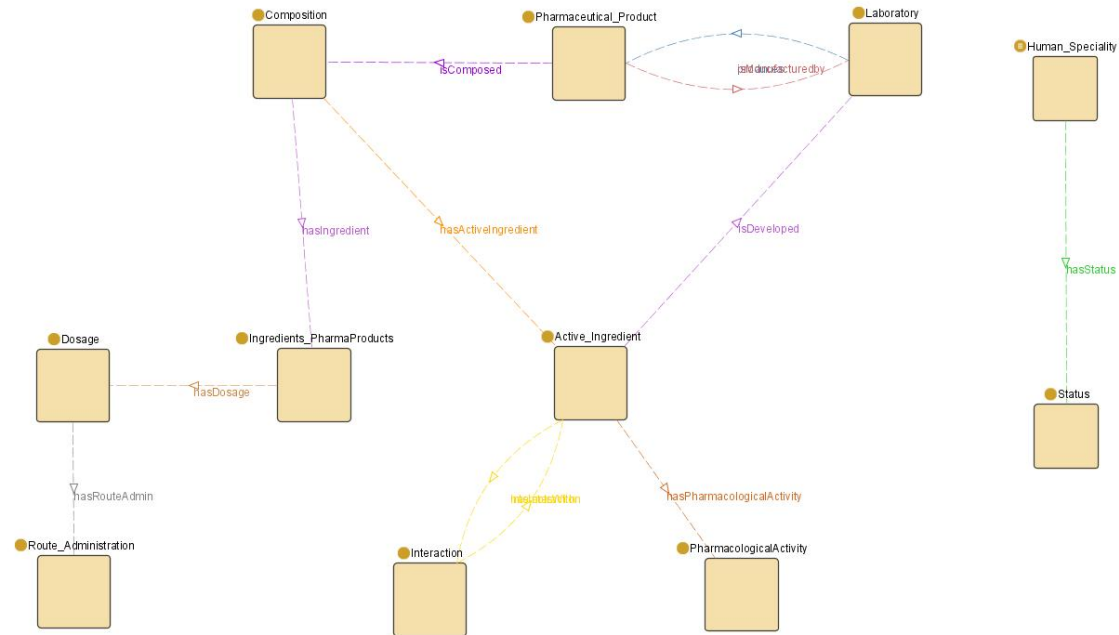 Composition
Pharmaceutical_Product
Laboratory
Human_Speciality
isComposed
isManufacturedby
hasStatus
hasIngredient
hasActiveIngredient
isDeveloped
Dosage
Ingredients_PharmaProducts
Active_Ingredient
Status
hasDosage
hasRouteAdmin
hasPharmacologicalActivity
Route_Administration
Interaction
PharmacologicalActivity